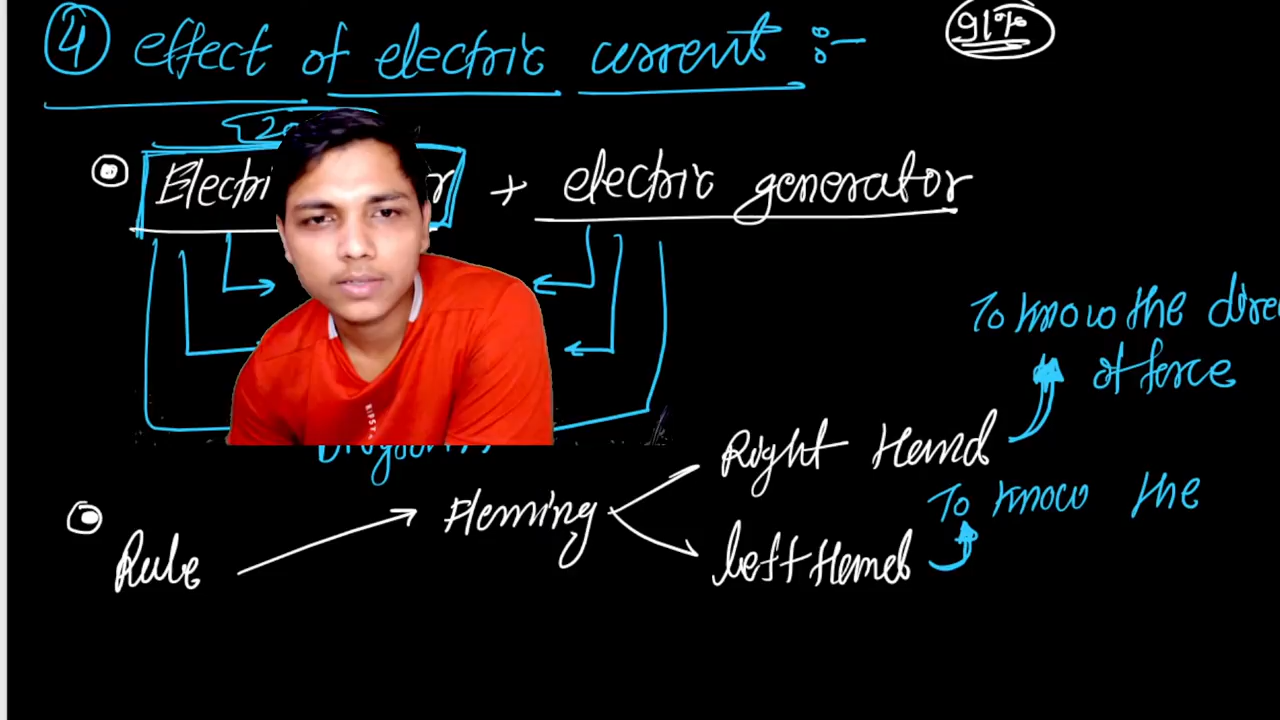 ④ effect of electric current :-
91%
Electri r + electric generator
To know the direc
of force
Right Hand
Rule → Fleming
To know the
left Hand